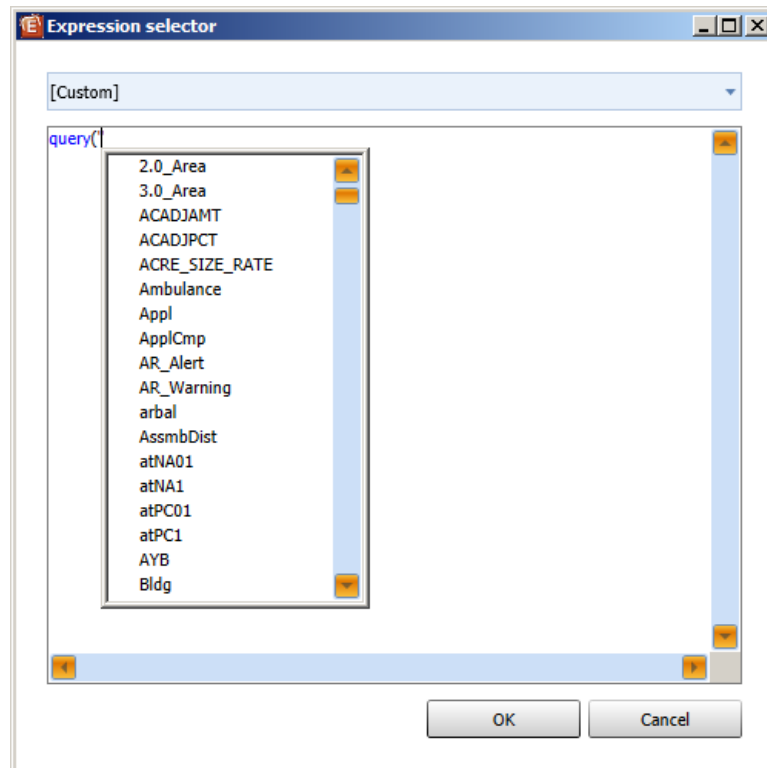 Expression selector
[Custom]
query("
2.0_Area
3.0_Area
ACADJAMT
ACADJPCT
ACRE_SIZE_RATE
Ambulance
Appl
ApplCmp
AR_Alert
AR_Warning
arbal
AssmbDist
atNA01
atNA1
atPC01
atPC1
AYB
Bldg
OK Cancel